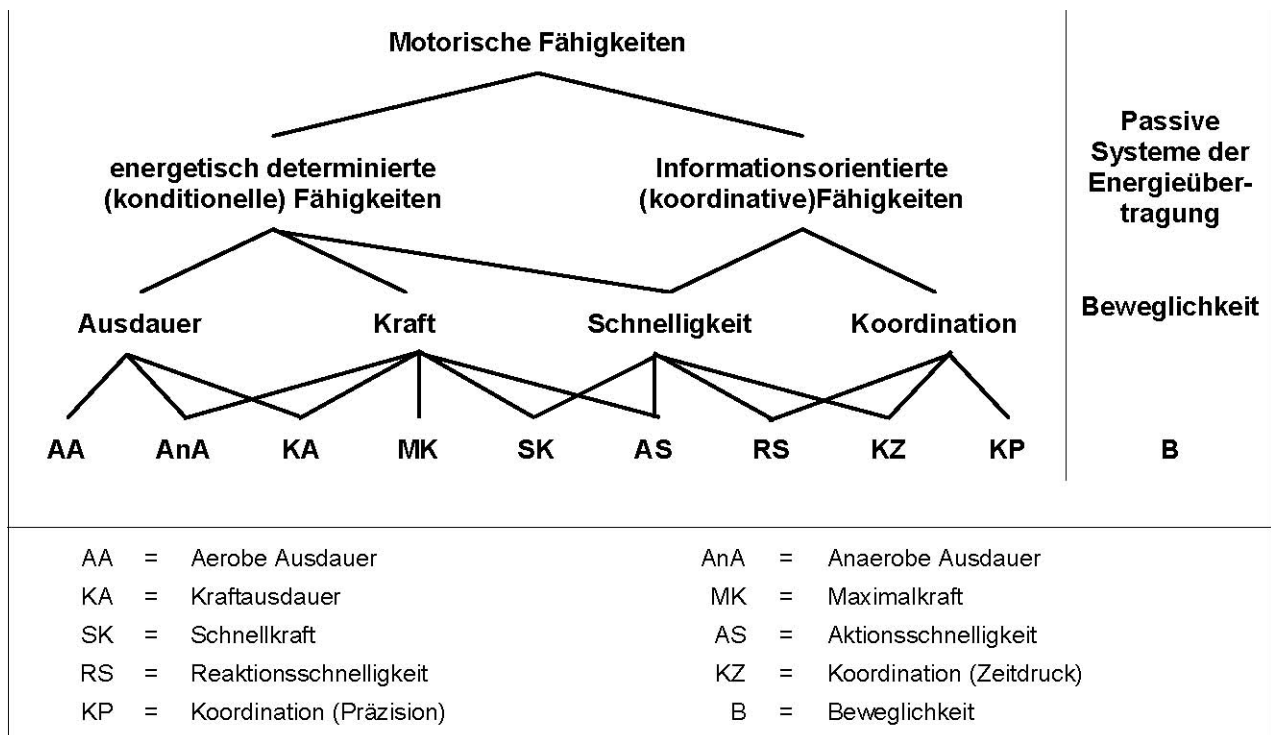 Motorische Fähigkeiten
energetisch determinierte
(konditionelle) Fähigkeiten
Informationsorientierte
(koordinative)Fähigkeiten
Passive
Systeme der
Energieüber-
tragung
Ausdauer Kraft Schnelligkeit Koordination
Beweglichkeit
AA AnA KA MK SK AS RS KZ KP B
AA = Aerobe Ausdauer AnA = Anaerobe Ausdauer
KA = Kraftausdauer MK = Maximalkraft
SK = Schnellkraft AS = Aktionsschnelligkeit
RS = Reaktionsschnelligkeit KZ = Koordination (Zeitdruck)
KP = Koordination (Präzision) B = Beweglichkeit